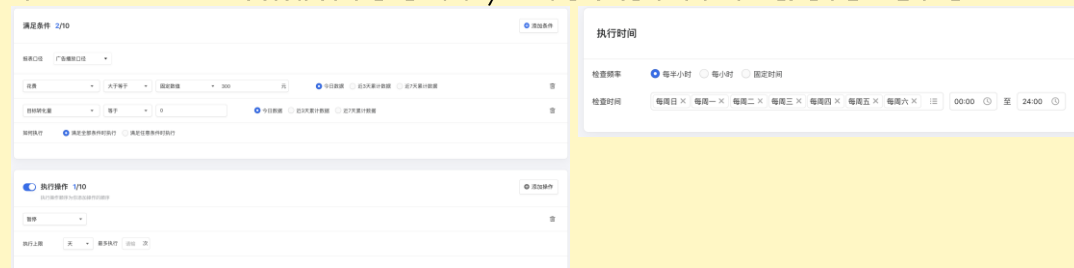 满足条件 2/10
添加条件
报表口径 广告播放口径
花费 大于等于 固定数值 300 元 今日数据 近3天累计数据 近7天累计数据
目标转化量 等于 0 今日数据 近3天累计数据 近7天累计数据
如何执行 满足全部条件时执行 满足任意条件时执行
执行操作 1/10
添加操作
暂停
执行上限 天 最多执行 次
执行时间
检查频率 每半小时 每小时 固定时间
检查时间 每周日 × 每周一 × 每周二 × 每周三 × 每周四 × 每周五 × 每周六 × 00:00 至 24:00